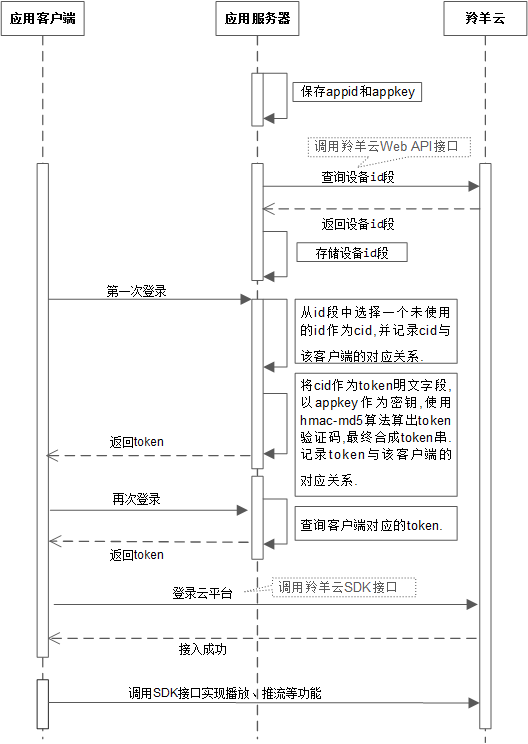 应用客户端
应用服务器
羚羊云
保存appid和appkey
调用羚羊云Web API接口
查询设备id段
返回设备id段
存储设备id段
第一次登录
从id段中选择一个未使用
的id作为cid,并记录cid与
该客户端的对应关系.
将cid作为token明文字段,
以appkey作为密钥,使用
hmac-md5算法算出token
验证码,最终合成token串.
记录token与该客户端的
对应关系.
返回token
再次登录
查询客户端对应的token.
返回token
登录云平台
调用羚羊云SDK接口
接入成功
调用SDK接口实现播放、推流等功能